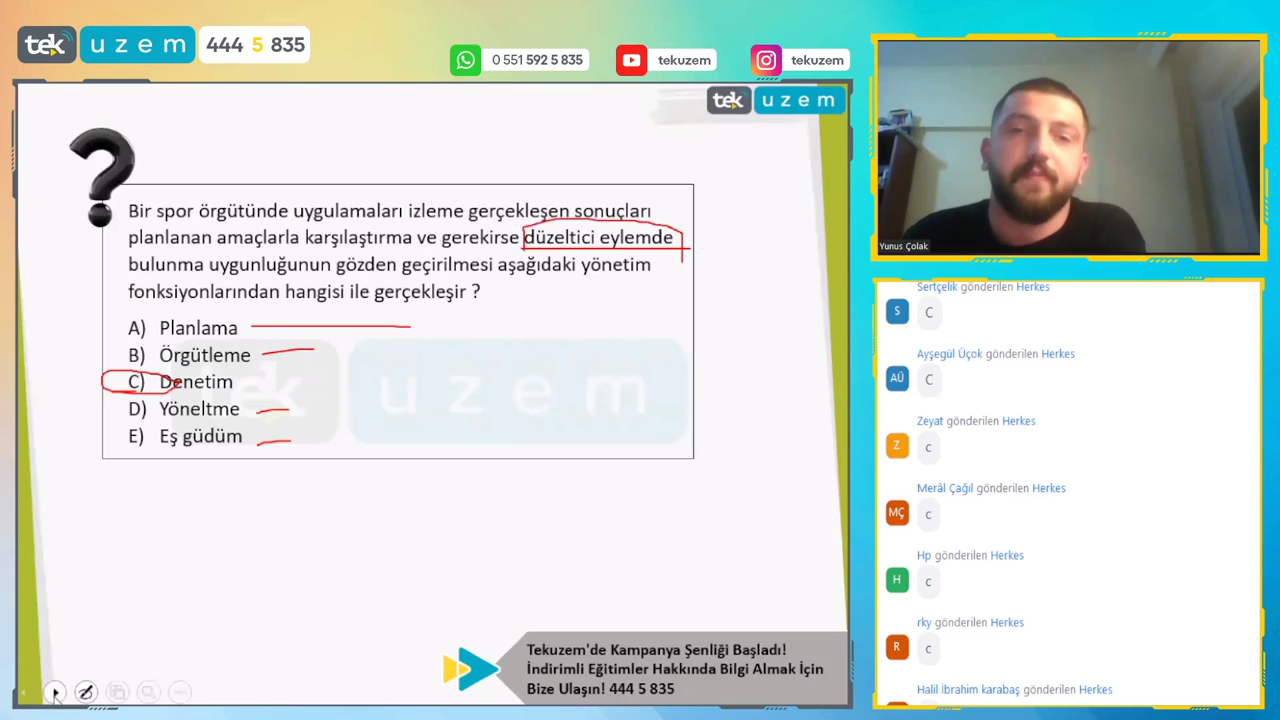 tek uzem 444 5 835
0 551 592 5 835
tekuzem
tekuzem
tek uzem
?
Bir spor örgütünde uygulamaları izleme gerçekleşen sonuçları
planlanan amaçlarla karşılaştırma ve gerekirse düzeltici eylemde
bulunma uygunluğunun gözden geçirilmesi aşağıdaki yönetim
fonksiyonlarından hangisi ile gerçekleşir ?
A) Planlama
B) Örgütleme
C) Denetim
D) Yöneltme
E) Eş güdüm
tek uzem
Tekuzem'de Kampanya Şenliği Başladı!
İndirimli Eğitimler Hakkında Bilgi Almak İçin
Bize Ulaşın! 444 5 835
Yunus Çolak
Sertçelik gönderilen Herkes
S C
Ayşegül Üçok gönderilen Herkes
AÜ C
Zeyat gönderilen Herkes
Z c
Merâl Çağıl gönderilen Herkes
MÇ c
Hp gönderilen Herkes
H c
rky gönderilen Herkes
R c
Halil İbrahim karabaş gönderilen Herkes